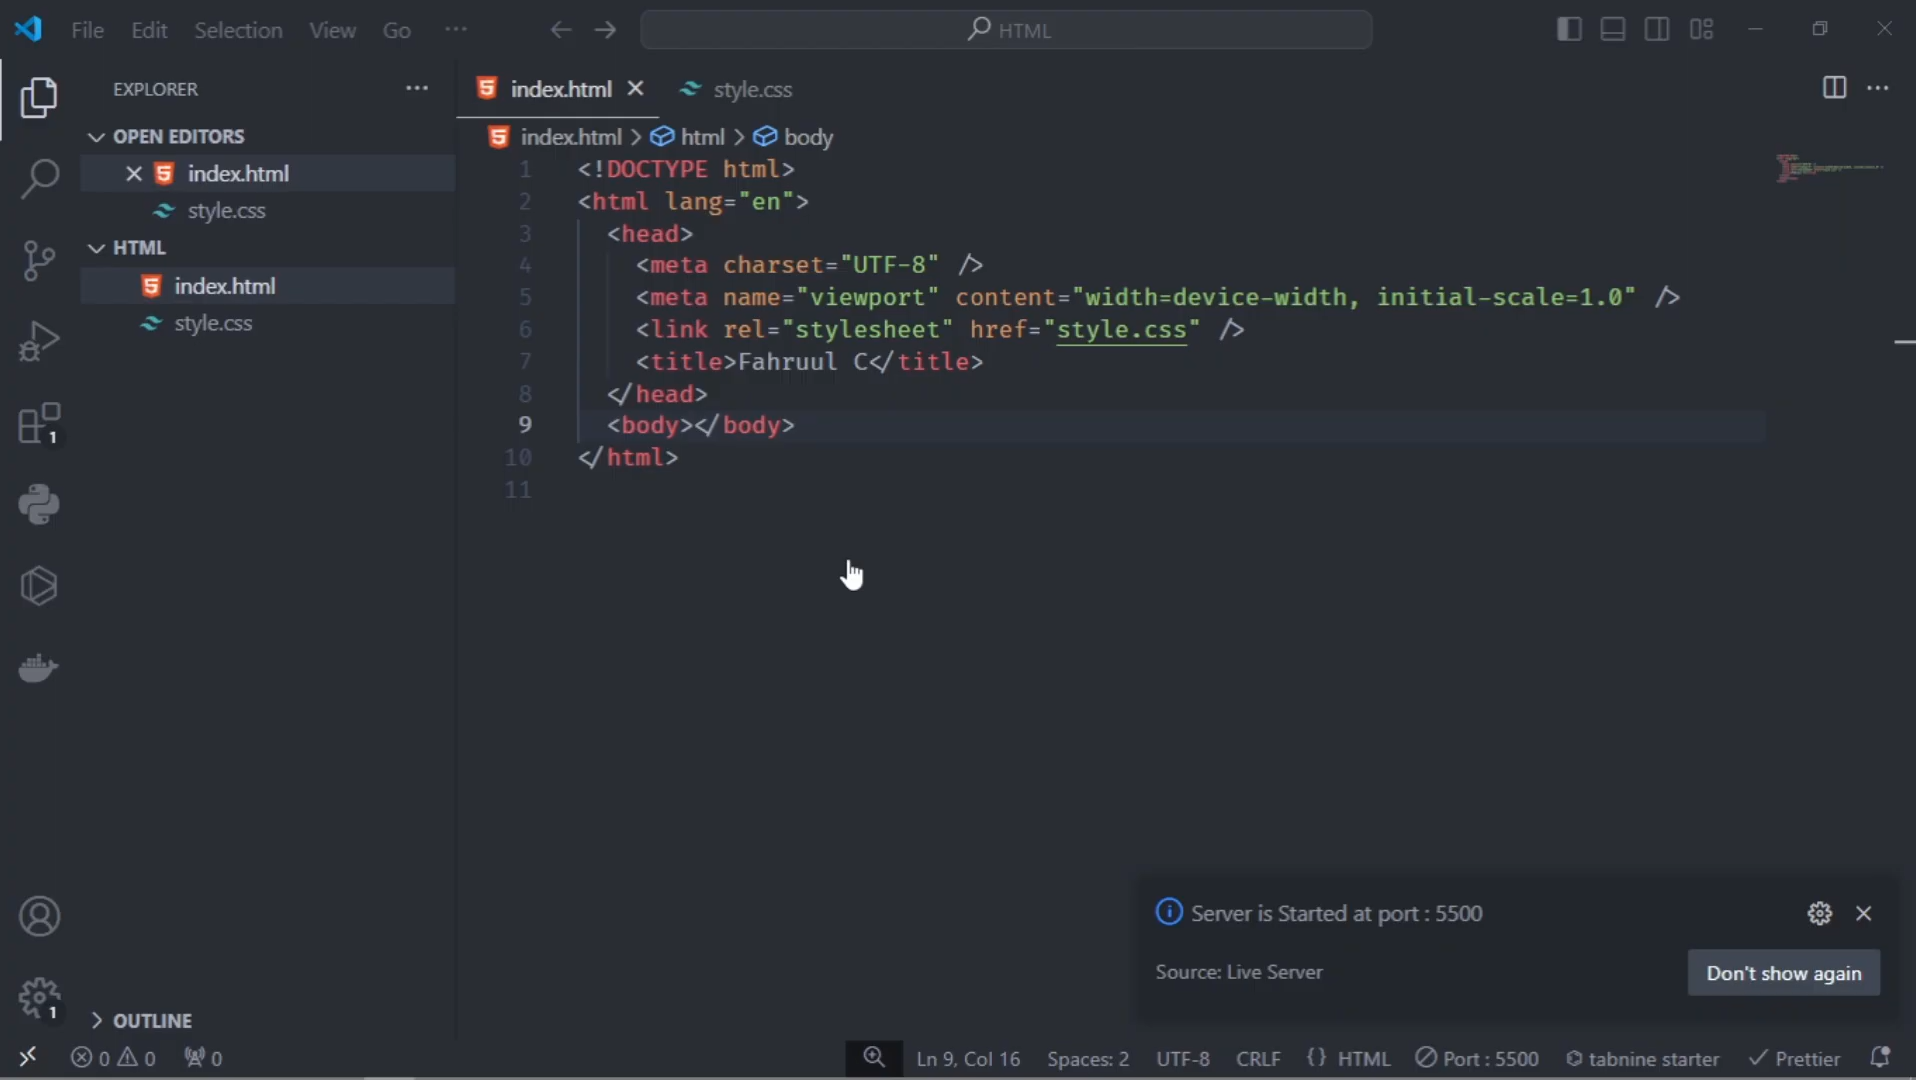 File Edit Selection View Go ··· HTML
EXPLORER ···
OPEN EDITORS
index.html
style.css
HTML
index.html
style.css
1
1
OUTLINE
index.html style.css
index.html > html > body
1 <!DOCTYPE html>
2 <html lang="en">
3 <head>
4 <meta charset="UTF-8" />
5 <meta name="viewport" content="width=device-width, initial-scale=1.0" />
6 <link rel="stylesheet" href="style.css" />
7 <title>Fahruul C</title>
8 </head>
9 <body></body>
10 </html>
11
Server is Started at port : 5500
Source: Live Server
Don't show again
0 0 0 Ln 9, Col 16 Spaces: 2 UTF-8 CRLF {} HTML Port : 5500 tabnine starter Prettier